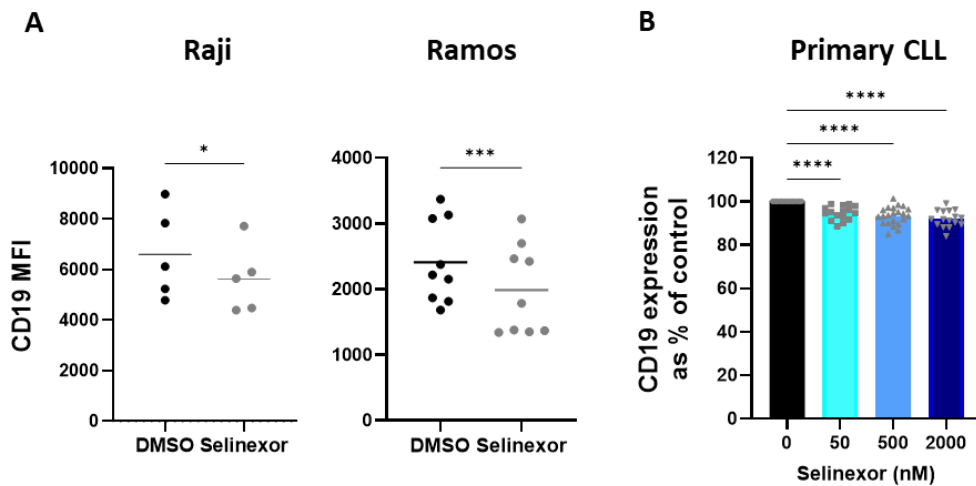 A
Raji
Ramos
CD19 MFI
10000
8000
6000
4000
2000
0
*
DMSO Selinexor
4000
3000
2000
1000
0
***
DMSO Selinexor
B
Primary CLL
****
****
****
CD19 expression
as % of control
120
100
80
60
40
20
0
0 50 500 2000
Selinexor (nM)